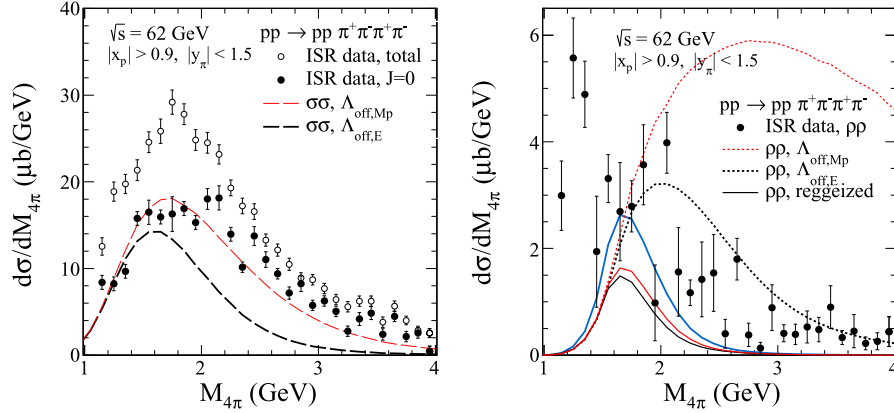 √s = 62 GeV
|x_p| > 0.9, |y_π| < 1.5
pp → pp π⁺π⁻π⁺π⁻
ISR data, total
ISR data, J=0
σσ, Λ_off,Mp
σσ, Λ_off,E
dσ/dM_4π (μb/GeV)
40
30
20
10
0
1 2 3 4
M_4π (GeV)
√s = 62 GeV
|x_p| > 0.9, |y_π| < 1.5
pp → pp π⁺π⁻π⁺π⁻
ISR data, ρρ
ρρ, Λ_off,Mp
ρρ, Λ_off,E
ρρ, reggeized
dσ/dM_4π (μb/GeV)
6
4
2
0
1 2 3 4
M_4π (GeV)